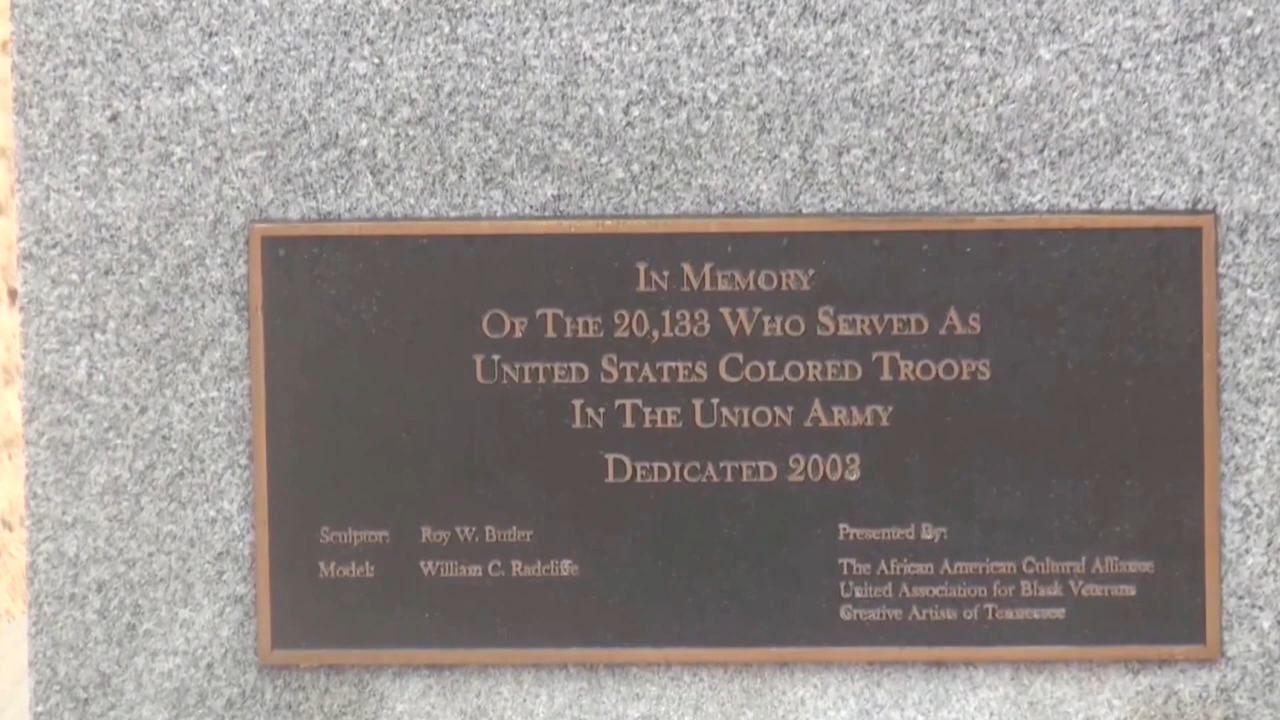 IN MEMORY
OF THE 20,133 WHO SERVED AS
UNITED STATES COLORED TROOPS
IN THE UNION ARMY
DEDICATED 2003
Sculptor: Roy W. Butler
Model: William C. Radcliffe
Presented By:
The African American Cultural Alliance
United Association for Black Veterans
Creative Artists of Tennessee